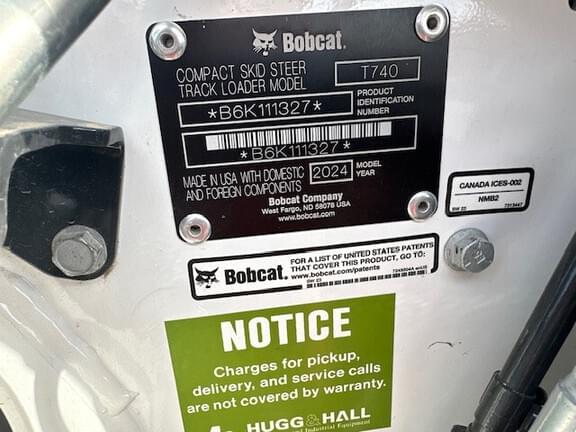 Bobcat.
COMPACT SKID STEER
TRACK LOADER MODEL
T740
*B6K111327*
PRODUCT
IDENTIFICATION
NUMBER
*B6K111327*
MADE IN USA WITH DOMESTIC
AND FOREIGN COMPONENTS
2024
MODEL
YEAR
Bobcat Company
West Fargo, ND 58078 USA
www.bobcat.com
CANADA ICES-002
NMB2
7313447
Bobcat.
FOR A LIST OF UNITED STATES PATENTS
THAT COVER THIS PRODUCT, GO TO:
www.bobcat.com/patents
NOTICE
Charges for pickup,
delivery, and service calls
are not covered by warranty.
HUGG & HALL
Industrial Equipment